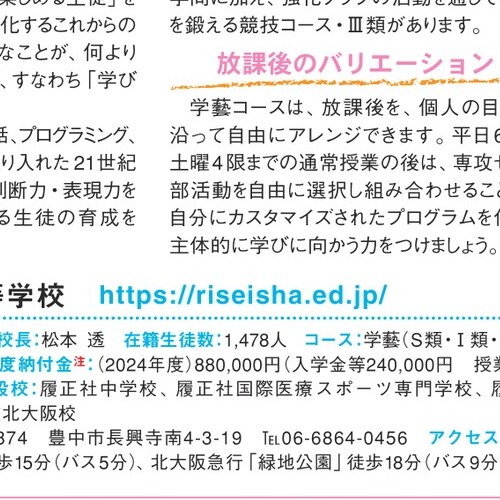 楽しめる生徒」を
化するこれからの
なことが、何より
、すなわち「学び
話、プログラミング、
り入れた21世紀
判断力・表現力を
る生徒の育成を
学問に加え、強化クラブの活動を通して
を鍛える競技コース・Ⅲ類があります。
放課後のバリエーション
学藝コースは、放課後を、個人の目
沿って自由にアレンジできます。平日6
土曜4限までの通常授業の後は、専攻ゼ
部活動を自由に選択し組み合わせること
自分にカスタマイズされたプログラムを作
主体的に学びに向かう力をつけましょう。
等学校 https://riseisha.ed.jp/
校長：松本 透 在籍生徒数：1,478人 コース：学藝（S類・Ⅰ類・
度納付金注：（2024年度）880,000円（入学金等240,000円 授業
設校：履正社中学校、履正社国際医療スポーツ専門学校、履
北大阪校
874 豊中市長興寺南4-3-19 ℡06-6864-0456 アクセス
歩15分（バス5分）、北大阪急行「緑地公園」徒歩18分（バス9分